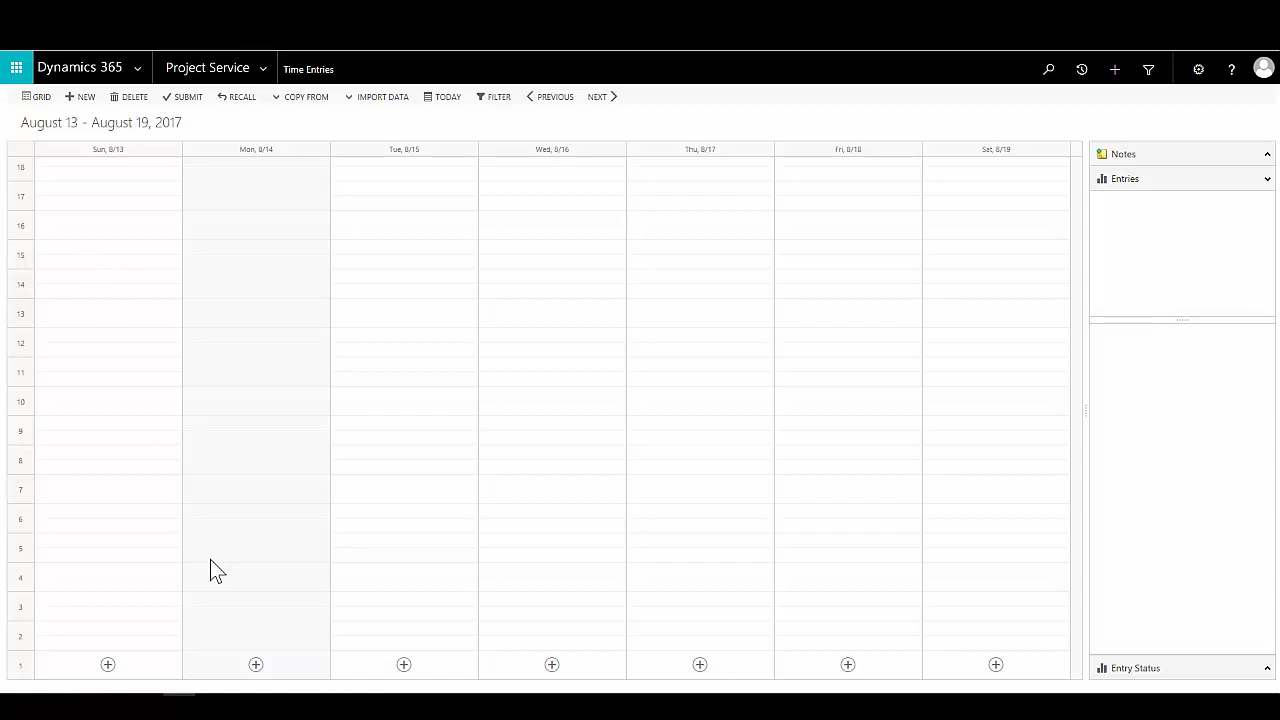 Dynamics 365 Project Service Time Entries ?
GRID NEW DELETE SUBMIT RECALL COPY FROM IMPORT DATA TODAY FILTER PREVIOUS NEXT
August 13 - August 19, 2017
Sun, 8/13 Mon, 8/14 Tue, 8/15 Wed, 8/16 Thu, 8/17 Fri, 8/18 Sat, 8/19
18
17
16
15
14
13
12
11
10
9
8
7
6
5
4
3
2
1
Notes
Entries
Entry Status